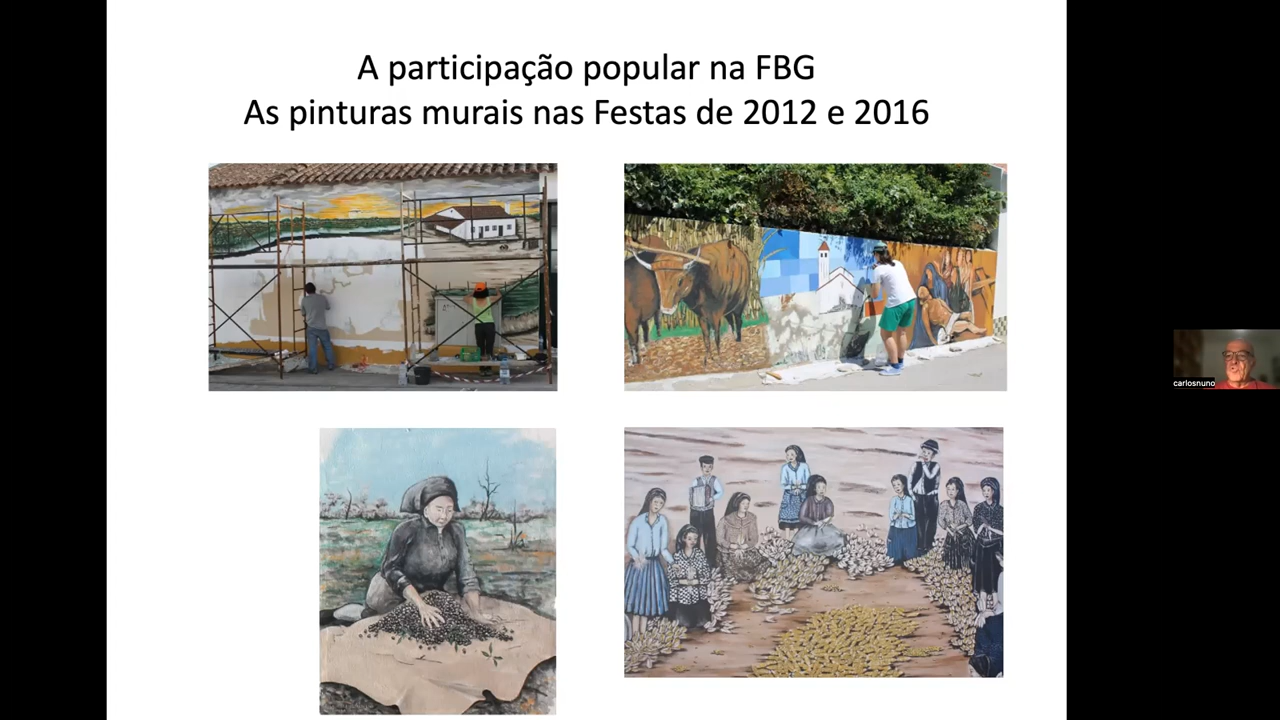 A participação popular na FBG
As pinturas murais nas Festas de 2012 e 2016
carlosnuno